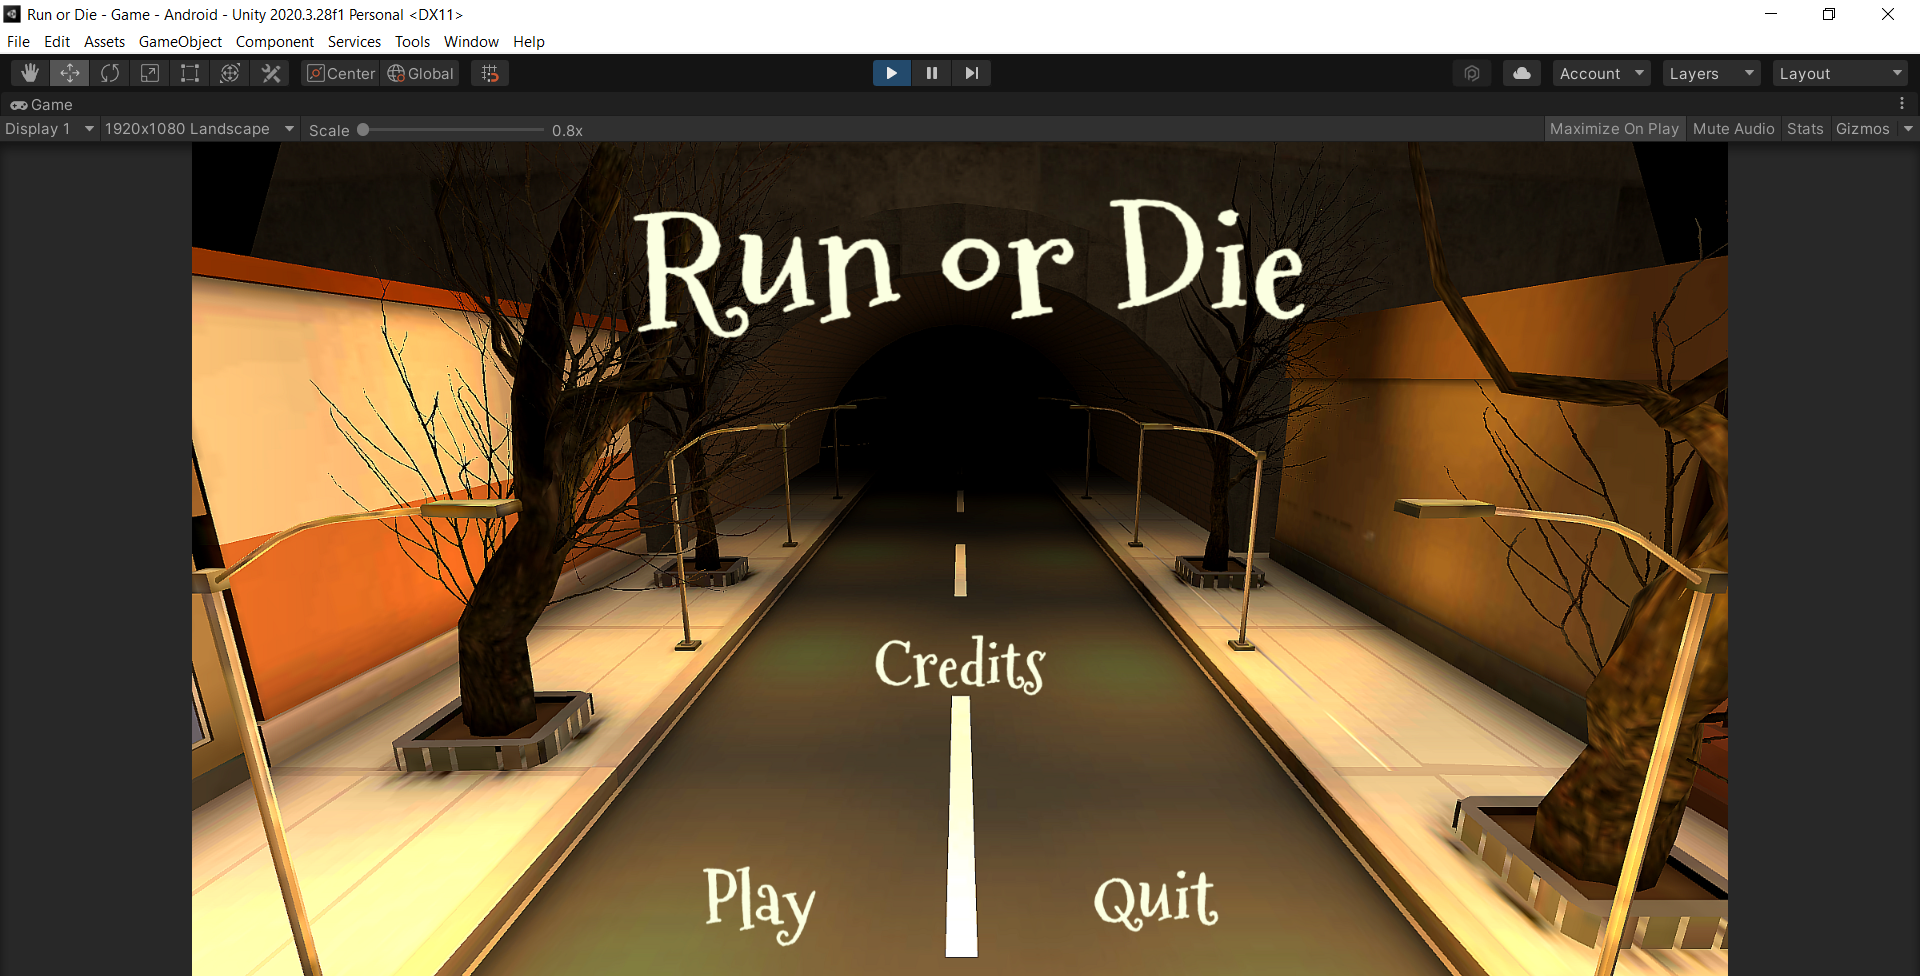 Run or Die - Game - Android - Unity 2020.3.28f1 Personal <DX11>
File Edit Assets GameObject Component Services Tools Window Help
Center Global Account Layers Layout
Game
Display 1 1920x1080 Landscape Scale 0.8x Maximize On Play Mute Audio Stats Gizmos
Run or Die
Credits
Play Quit